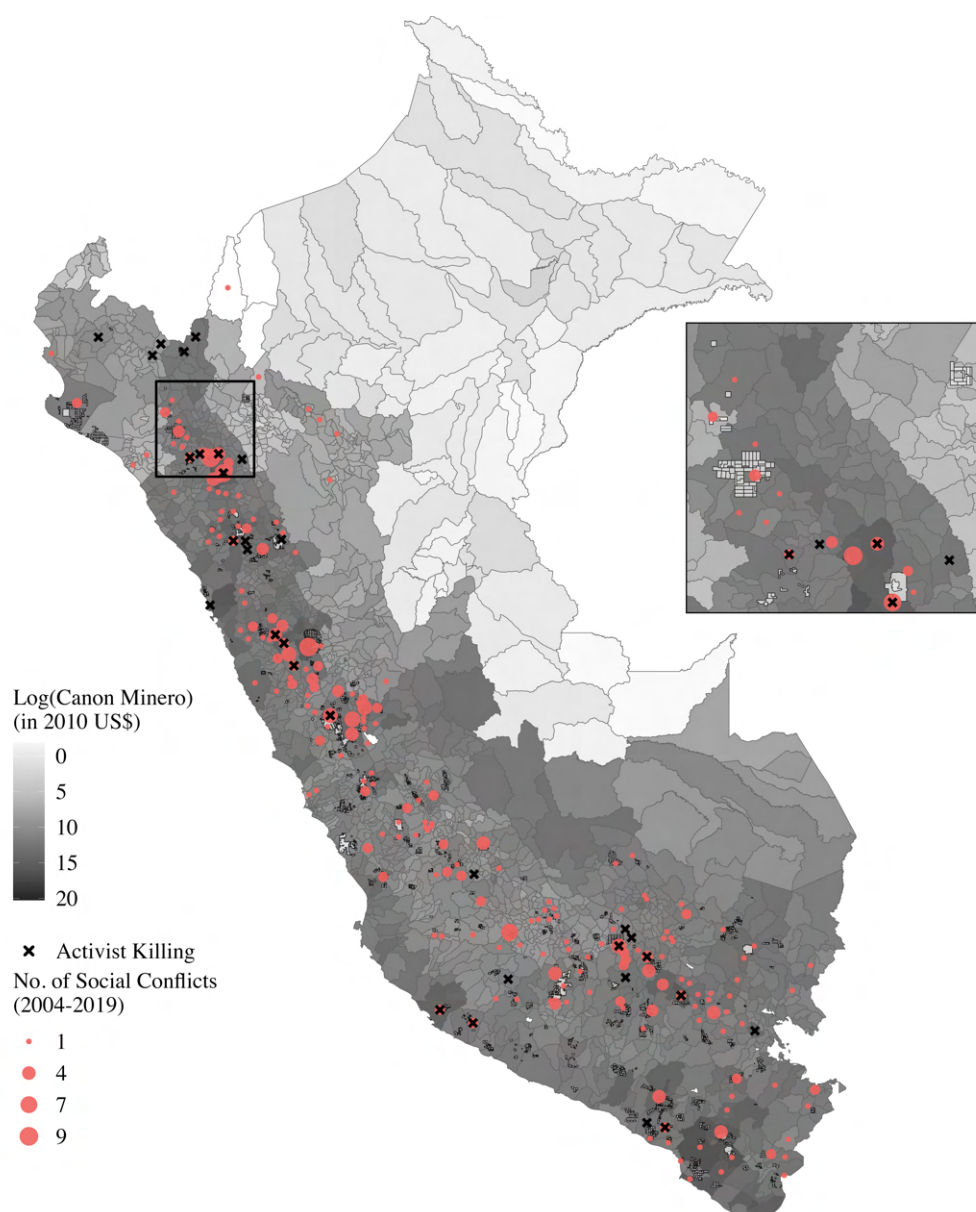 Log(Canon Minero)
(in 2010 US$)
0
5
10
15
20
Activist Killing
No. of Social Conflicts
(2004-2019)
1
4
7
9